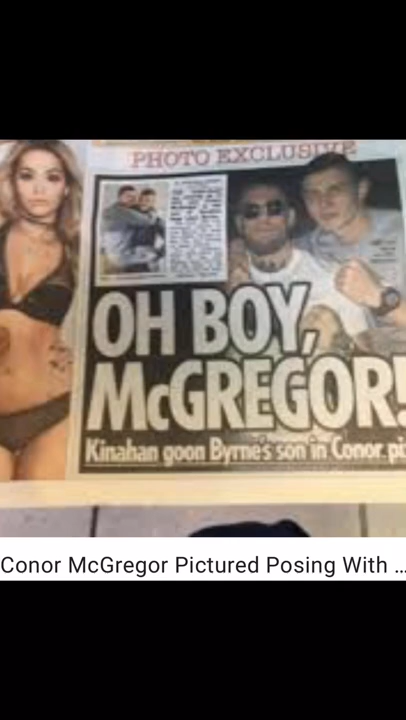 PHOTO EXCLUSIVE
OH BOY,
McGREGOR!
Kinahan goon Byrne's son in Conor pi
Conor McGregor Pictured Posing With ...